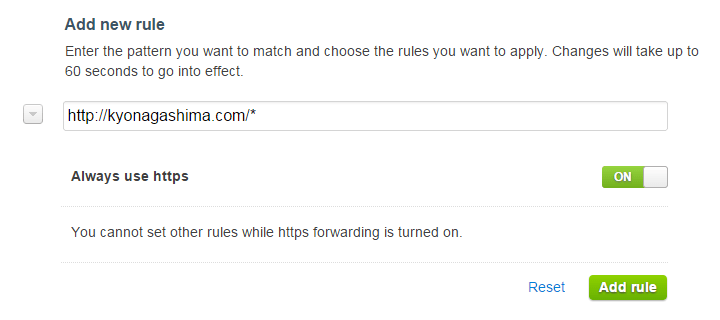 Add new rule
Enter the pattern you want to match and choose the rules you want to apply. Changes will take up to
60 seconds to go into effect.
http://kyonagashima.com/*
Always use https
ON
You cannot set other rules while https forwarding is turned on.
Reset
Add rule